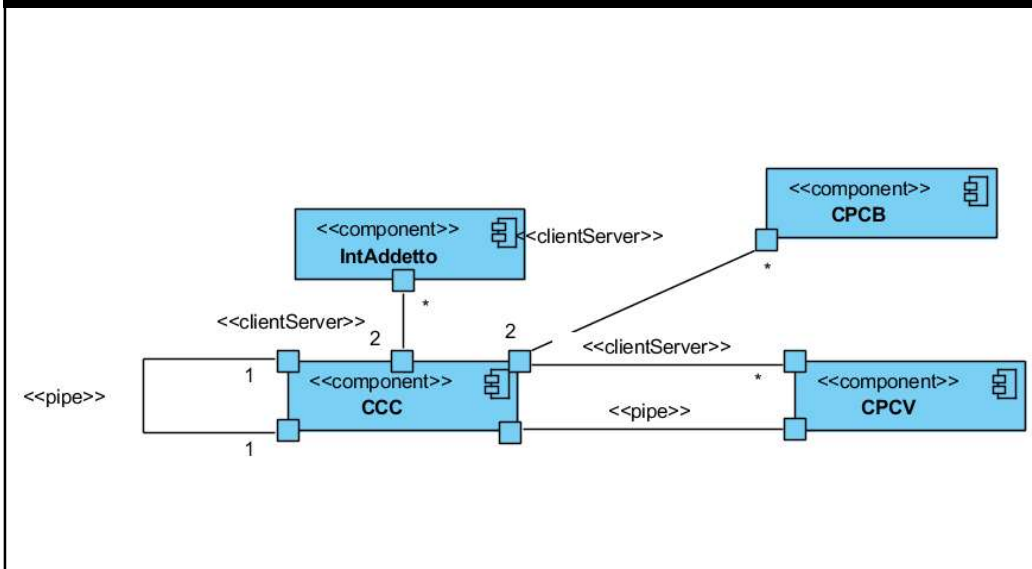 <<component>>
CPCB
*
<<component>>
IntAddetto
<<clientServer>>
*
<<clientServer>>
2
2
<<clientServer>>
*
<<pipe>>
1
1
<<component>>
CCC
<<pipe>>
<<component>>
CPCV